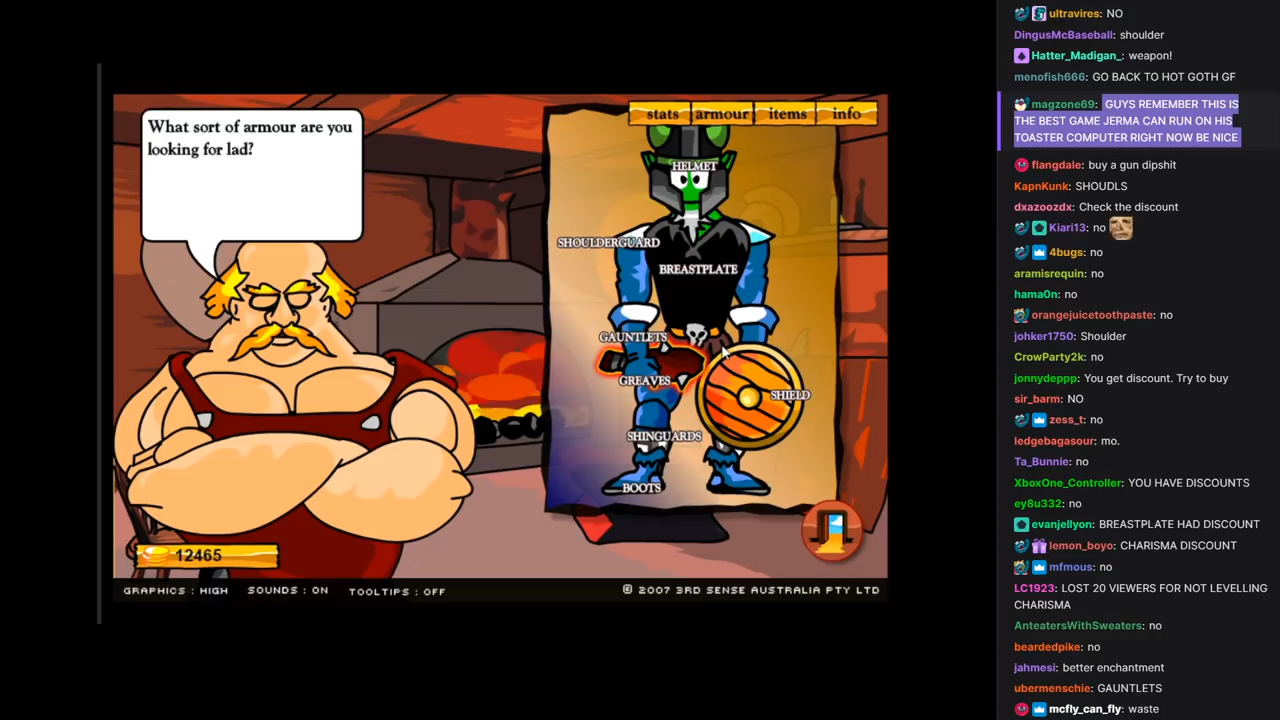 What sort of armour are you
looking for lad?
stats armour items info
HELMET
SHOULDERGUARD
BREASTPLATE
GAUNTLETS
GREAVES
SHIELD
SHINGUARDS
BOOTS
12465
GRAPHICS : HIGH SOUNDS : ON TOOLTIPS : OFF
© 2007 3RD SENSE AUSTRALIA PTY LTD
ultravires: NO
DingusMcBaseball: shoulder
Hatter_Madigan_: weapon!
menofish666: GO BACK TO HOT GOTH GF
magzone69: GUYS REMEMBER THIS IS
THE BEST GAME JERMA CAN RUN ON HIS
TOASTER COMPUTER RIGHT NOW BE NICE
flangdale: buy a gun dipshit
KapnKunk: SHOUDLS
dxazoozdx: Check the discount
Kiari13: no
4bugs: no
aramisrequin: no
hama0n: no
orangejuicetoothpaste: no
johker1750: Shoulder
CrowParty2k: no
jonnydeppp: You get discount. Try to buy
sir_barm: NO
zess_t: no
ledgebagasour: mo.
Ta_Bunnie: no
XboxOne_Controller: YOU HAVE DISCOUNTS
ey8u332: no
evanjellyon: BREASTPLATE HAD DISCOUNT
lemon_boyo: CHARISMA DISCOUNT
mfmous: no
LC1923: LOST 20 VIEWERS FOR NOT LEVELLING
CHARISMA
AnteatersWithSweaters: no
beardedpike: no
jahmesi: better enchantment
ubermenschie: GAUNTLETS
mcfly_can_fly: waste